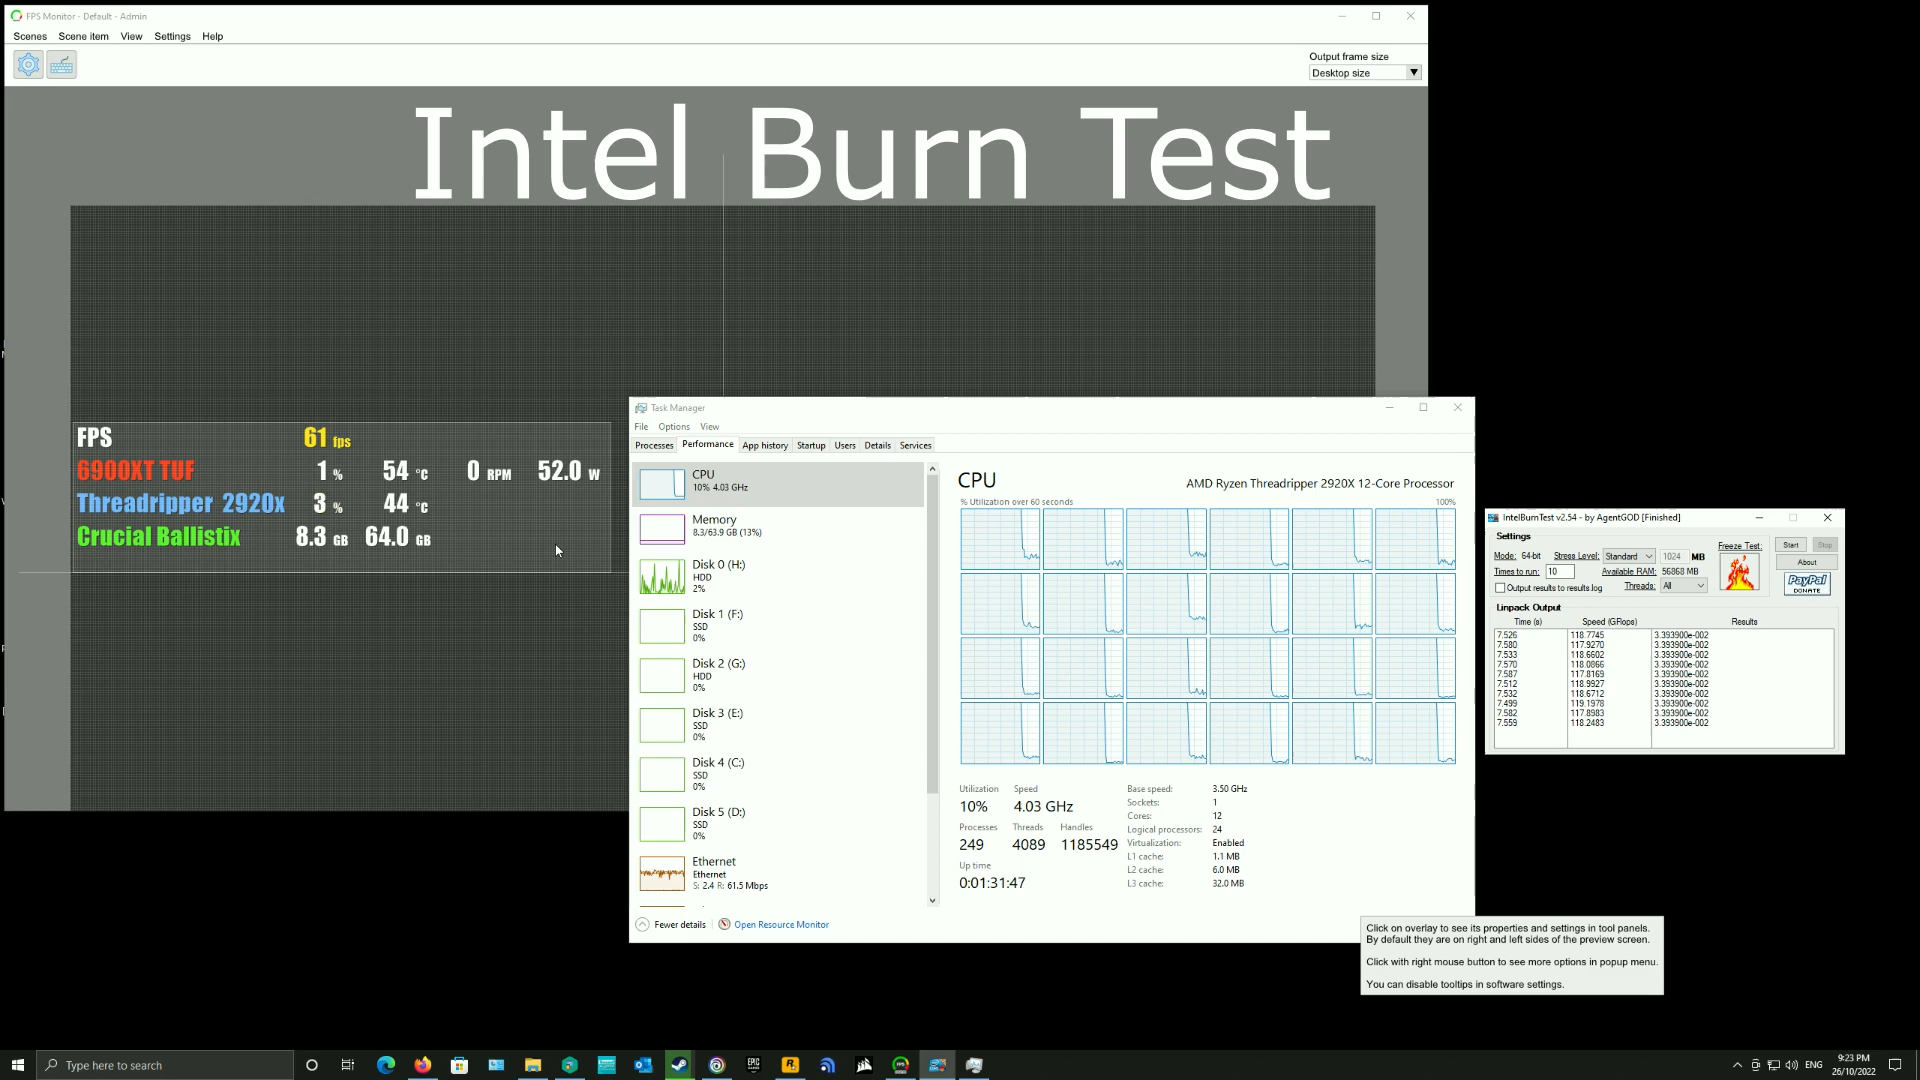 FPS Monitor - Default - Admin
Scenes Scene item View Settings Help
Output frame size
Desktop size
Intel Burn Test
FPS 61 fps
6900XT TUF 1 % 54 °C 0 RPM 52.0 W
Threadripper 2920x 3 % 44 °C
Crucial Ballistix 8.3 GB 64.0 GB
Task Manager
File Options View
Processes Performance App history Startup Users Details Services
CPU
10% 4.03 GHz
Memory
8.3/63.9 GB (13%)
Disk 0 (H:)
HDD
2%
Disk 1 (F:)
SSD
0%
Disk 2 (G:)
HDD
0%
Disk 3 (E:)
SSD
0%
Disk 4 (C:)
SSD
0%
Disk 5 (D:)
SSD
0%
Ethernet
Ethernet
S: 2.4 R: 61.5 Mbps
CPU AMD Ryzen Threadripper 2920X 12-Core Processor
% Utilization over 60 seconds 100%
Utilization Speed
10% 4.03 GHz
Processes Threads Handles
249 4089 1185549
Up time
0:01:31:47
Base speed: 3.50 GHz
Sockets: 1
Cores: 12
Logical processors: 24
Virtualization: Enabled
L1 cache: 1.1 MB
L2 cache: 6.0 MB
L3 cache: 32.0 MB
Fewer details Open Resource Monitor
IntelBurnTest v2.54 - by AgentGOD [Finished]
Settings
Mode: 64-bit Stress Level: Standard 1024 MB
Times to run: 10 Available RAM: 56868 MB
Output results to results.log Threads: All
Freeze Test:
Start Stop
About
PayPal
DONATE
Linpack Output
Time (s) Speed (GFlops) Results
7.526 118.7745 3.393900e-002
7.580 117.9270 3.393900e-002
7.533 118.6602 3.393900e-002
7.570 118.0866 3.393900e-002
7.587 117.8169 3.393900e-002
7.512 118.9927 3.393900e-002
7.532 118.6712 3.393900e-002
7.499 119.1978 3.393900e-002
7.582 117.8983 3.393900e-002
7.559 118.2483 3.393900e-002
Click on overlay to see its properties and settings in tool panels.
By default they are on right and left sides of the preview screen.
Click with right mouse button to see more options in popup menu.
You can disable tooltips in software settings.
Type here to search
EPIC
GAMES
ENG
9:23 PM
26/10/2022